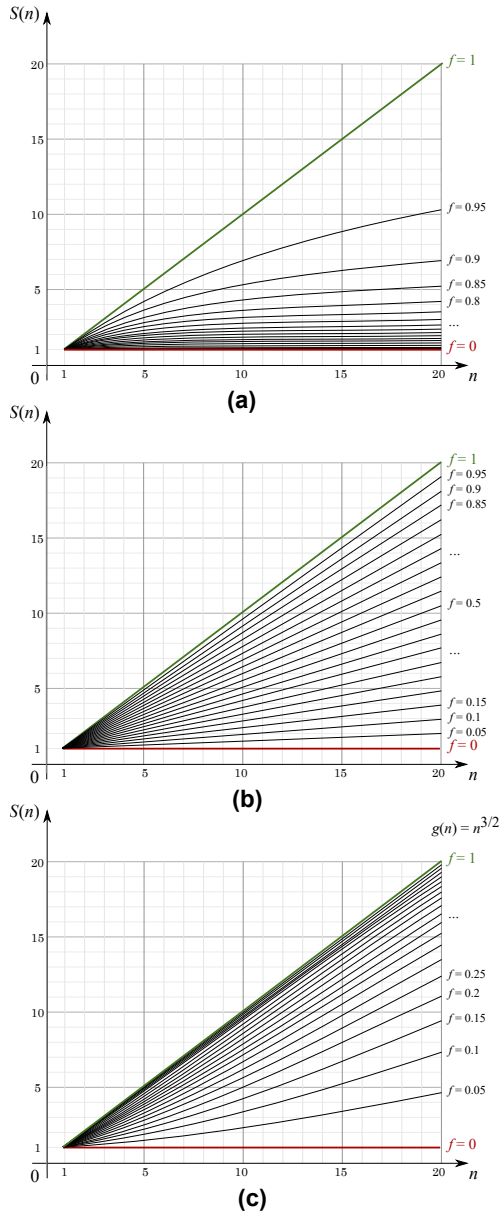 S(n)
20
15
10
5
1
0
1
5
10
15
20
n
f = 1
f = 0.95
f = 0.9
f = 0.85
f = 0.8
...
f = 0
(a)
S(n)
20
15
10
5
1
0
1
5
10
15
20
n
f = 1
f = 0.95
f = 0.9
f = 0.85
...
f = 0.5
...
f = 0.15
f = 0.1
f = 0.05
f = 0
(b)
S(n)
g(n) = n^3/2
20
15
10
5
1
0
1
5
10
15
20
n
f = 1
...
f = 0.25
f = 0.2
f = 0.15
f = 0.1
f = 0.05
f = 0
(c)